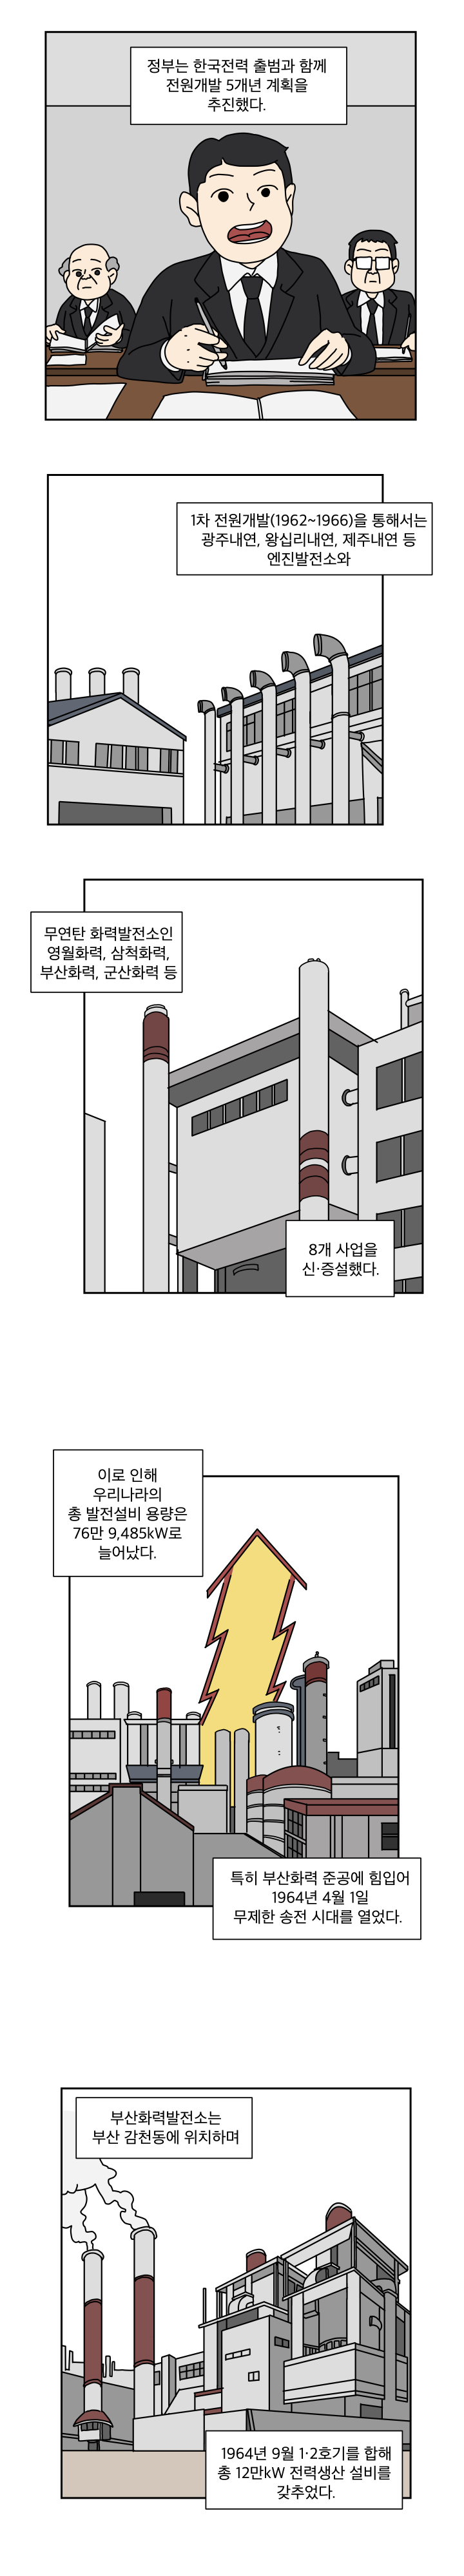 정부는 한국전력 출범과 함께
전원개발 5개년 계획을
추진했다.
1차 전원개발(1962~1966)을 통해서는
광주내연, 왕십리내연, 제주내연 등
엔진발전소와
무연탄 화력발전소인
영월화력, 삼척화력,
부산화력, 군산화력 등
8개 사업을
신·증설했다.
이로 인해
우리나라의
총 발전설비 용량은
76만 9,485kW로
늘어났다.
특히 부산화력 준공에 힘입어
1964년 4월 1일
무제한 송전 시대를 열었다.
부산화력발전소는
부산 감천동에 위치하며
1964년 9월 1·2호기를 합해
총 12만kW 전력생산 설비를
갖추었다.